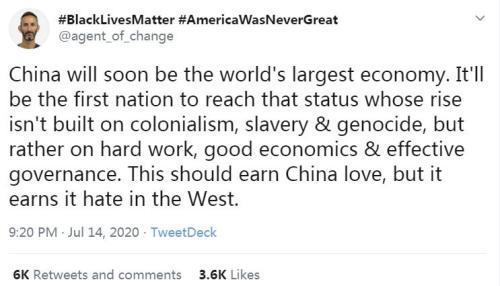 #BlackLivesMatter #AmericaWasNeverGreat
@agent_of_change
China will soon be the world's largest economy. It'll
be the first nation to reach that status whose rise
isn't built on colonialism, slavery & genocide, but
rather on hard work, good economics & effective
governance. This should earn China love, but it
earns it hate in the West.
9:20 PM · Jul 14, 2020 · TweetDeck
6K Retweets and comments 3.6K Likes